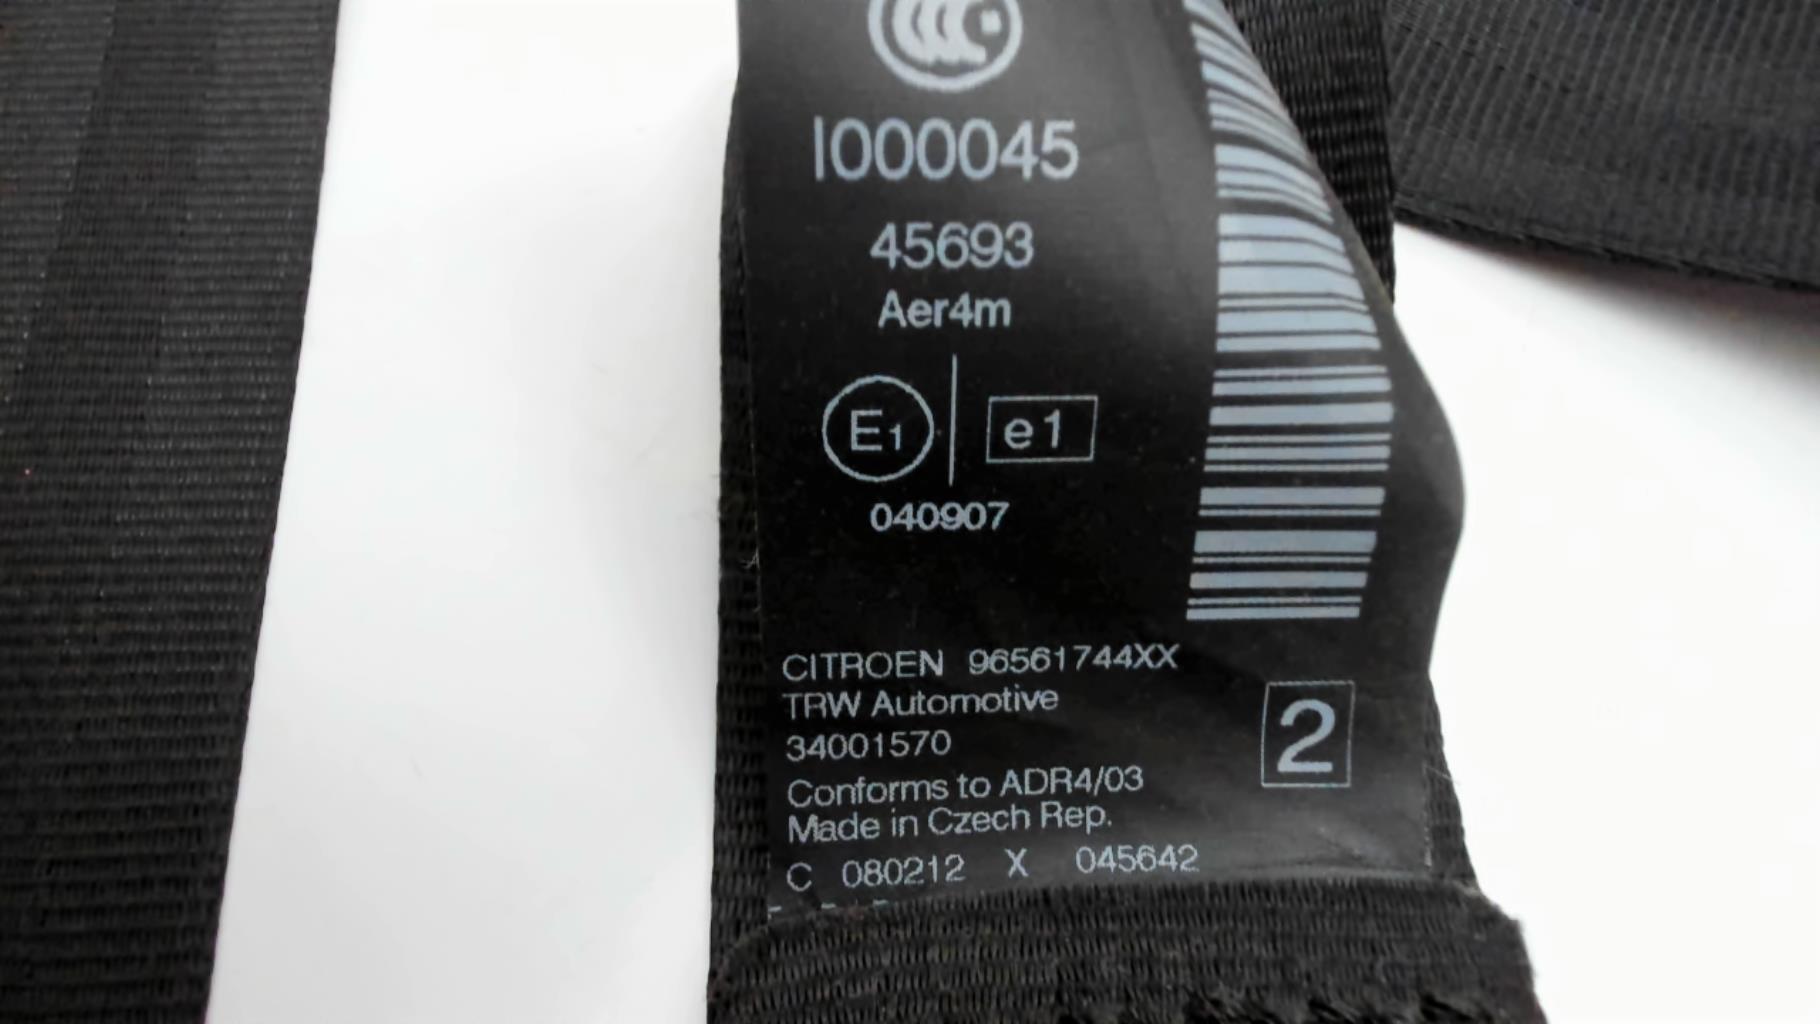 I000045
45693
Aer4m
E1 e1
040907
CITROEN 96561744XX
TRW Automotive
34001570
2
Conforms to ADR4/03
Made in Czech Rep.
C 080212 X 045642